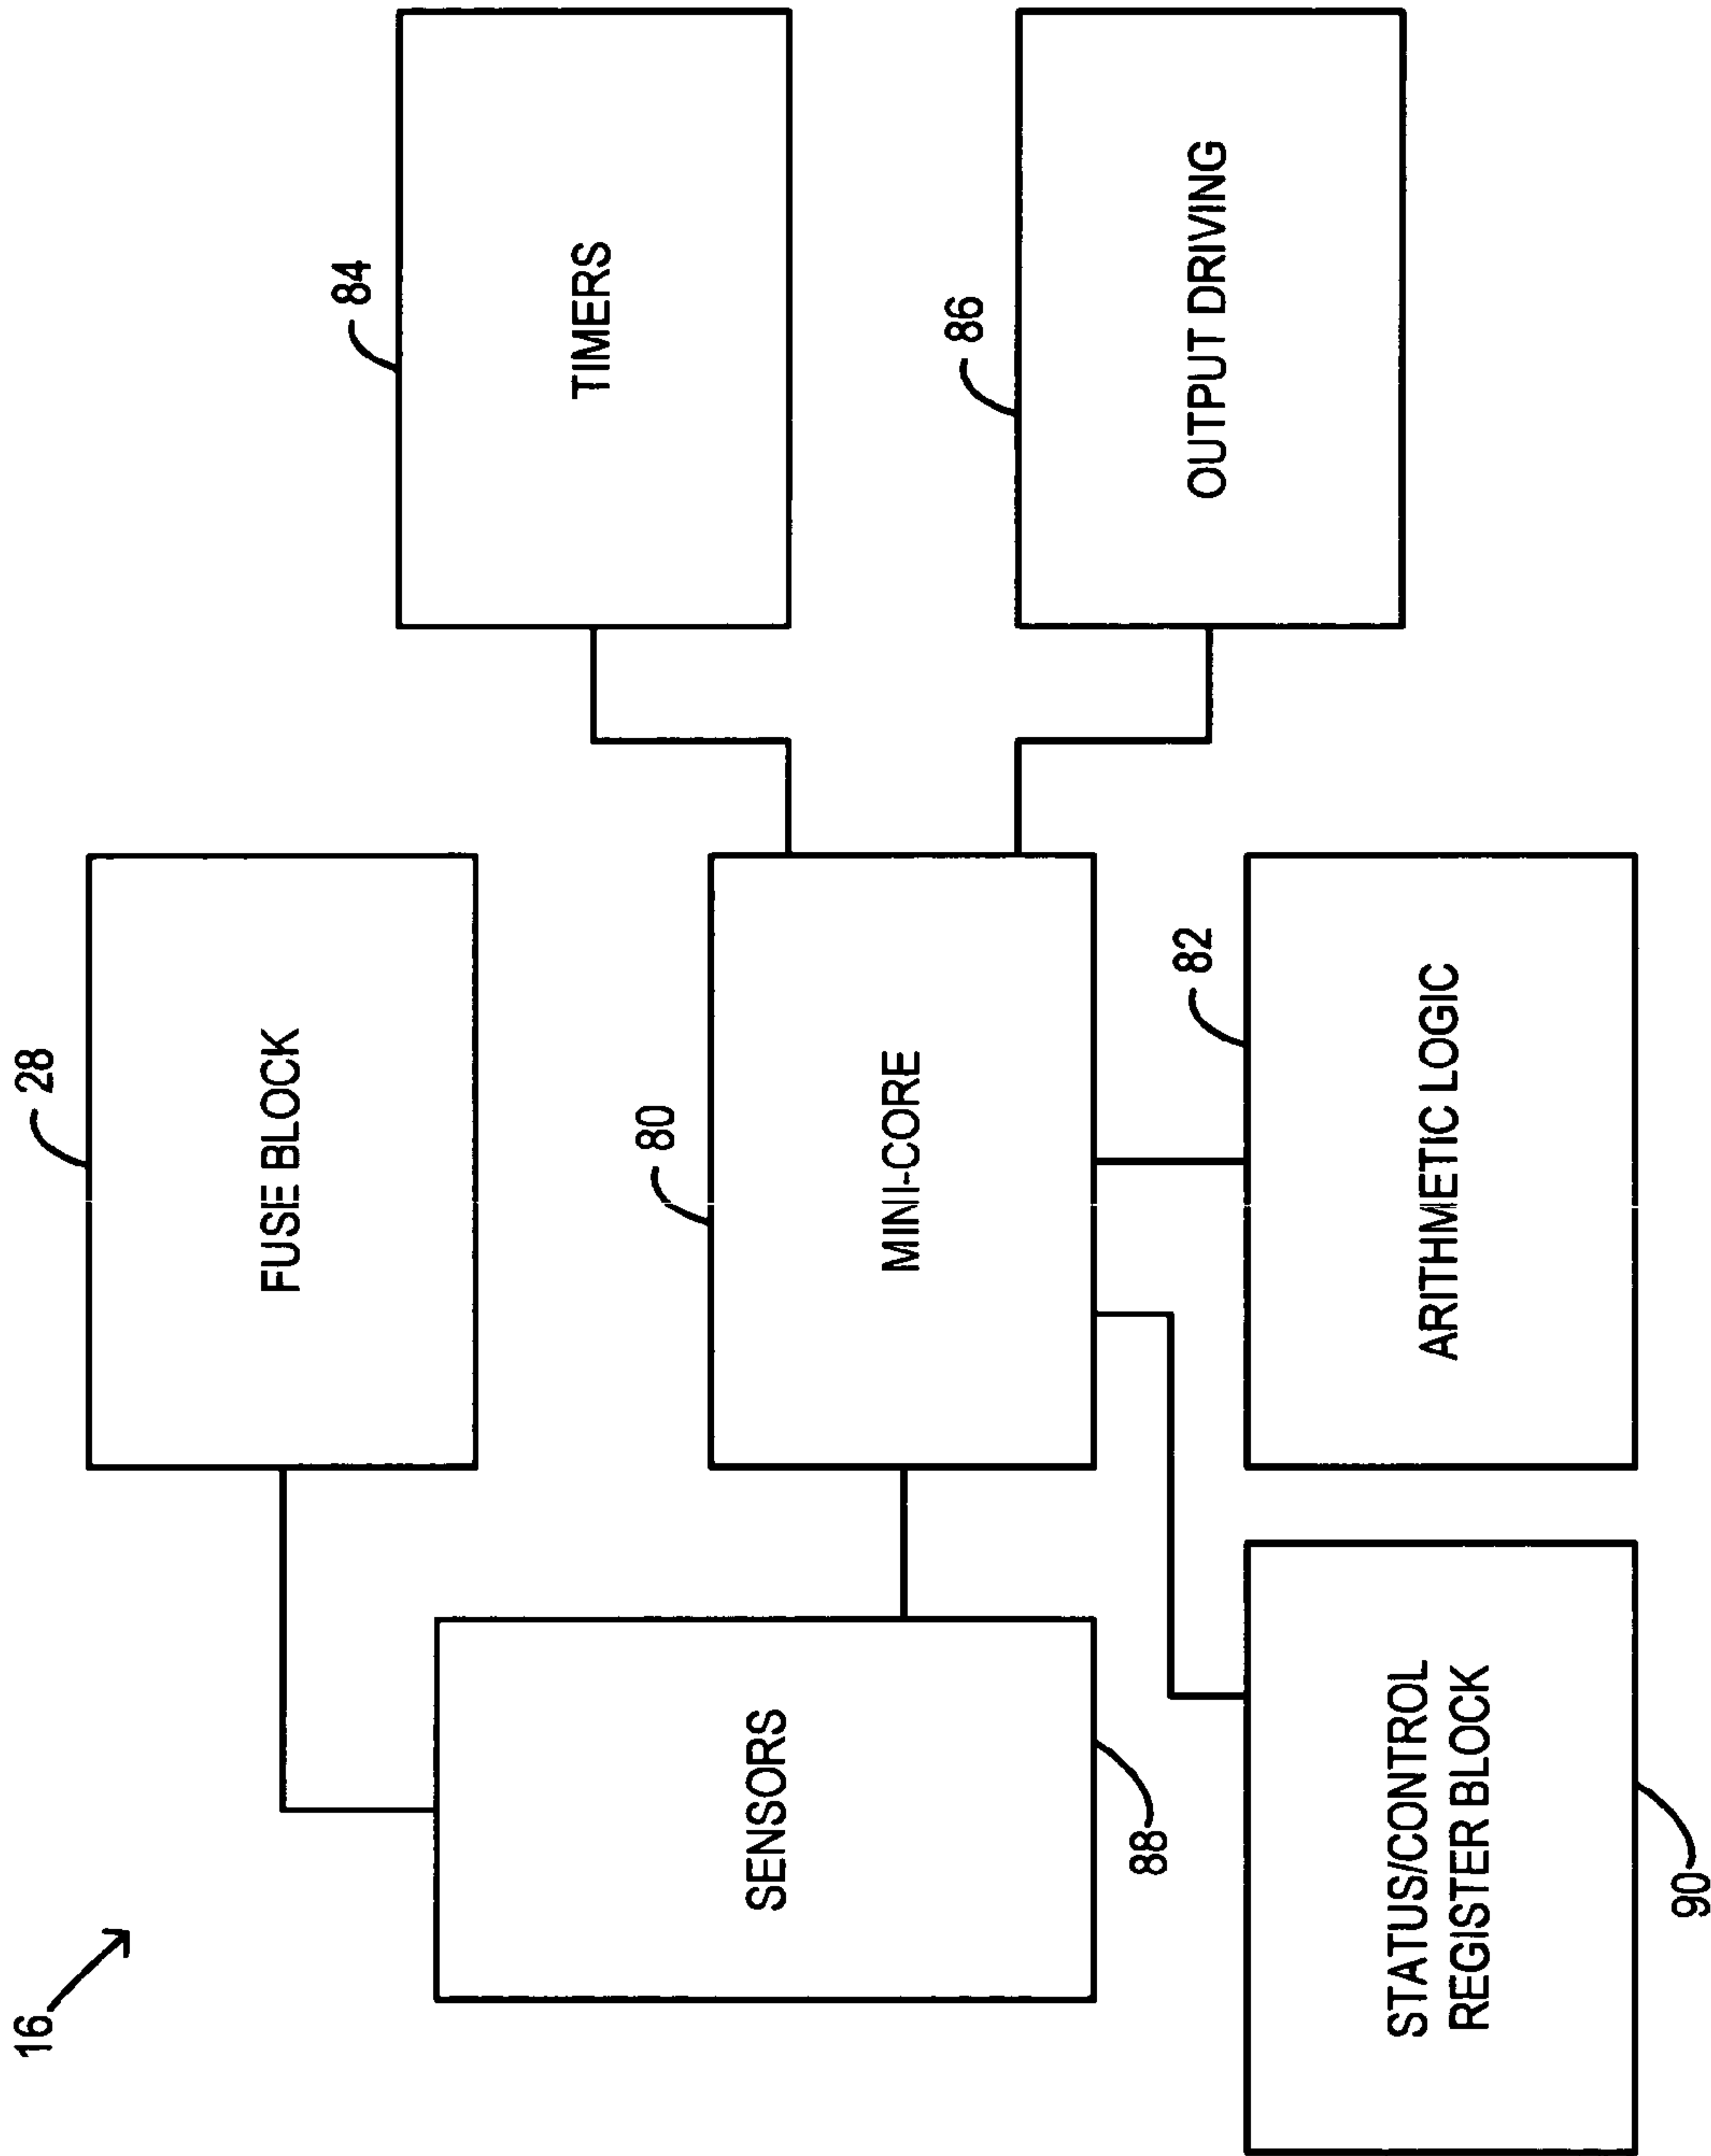 16
28
FUSE BLOCK
84
TIMERS
SENSORS
88
80
MINI-CORE
86
OUTPUT DRIVING
STATUS/CONTROL
REGISTER BLOCK
90
82
ARITHMETIC LOGIC